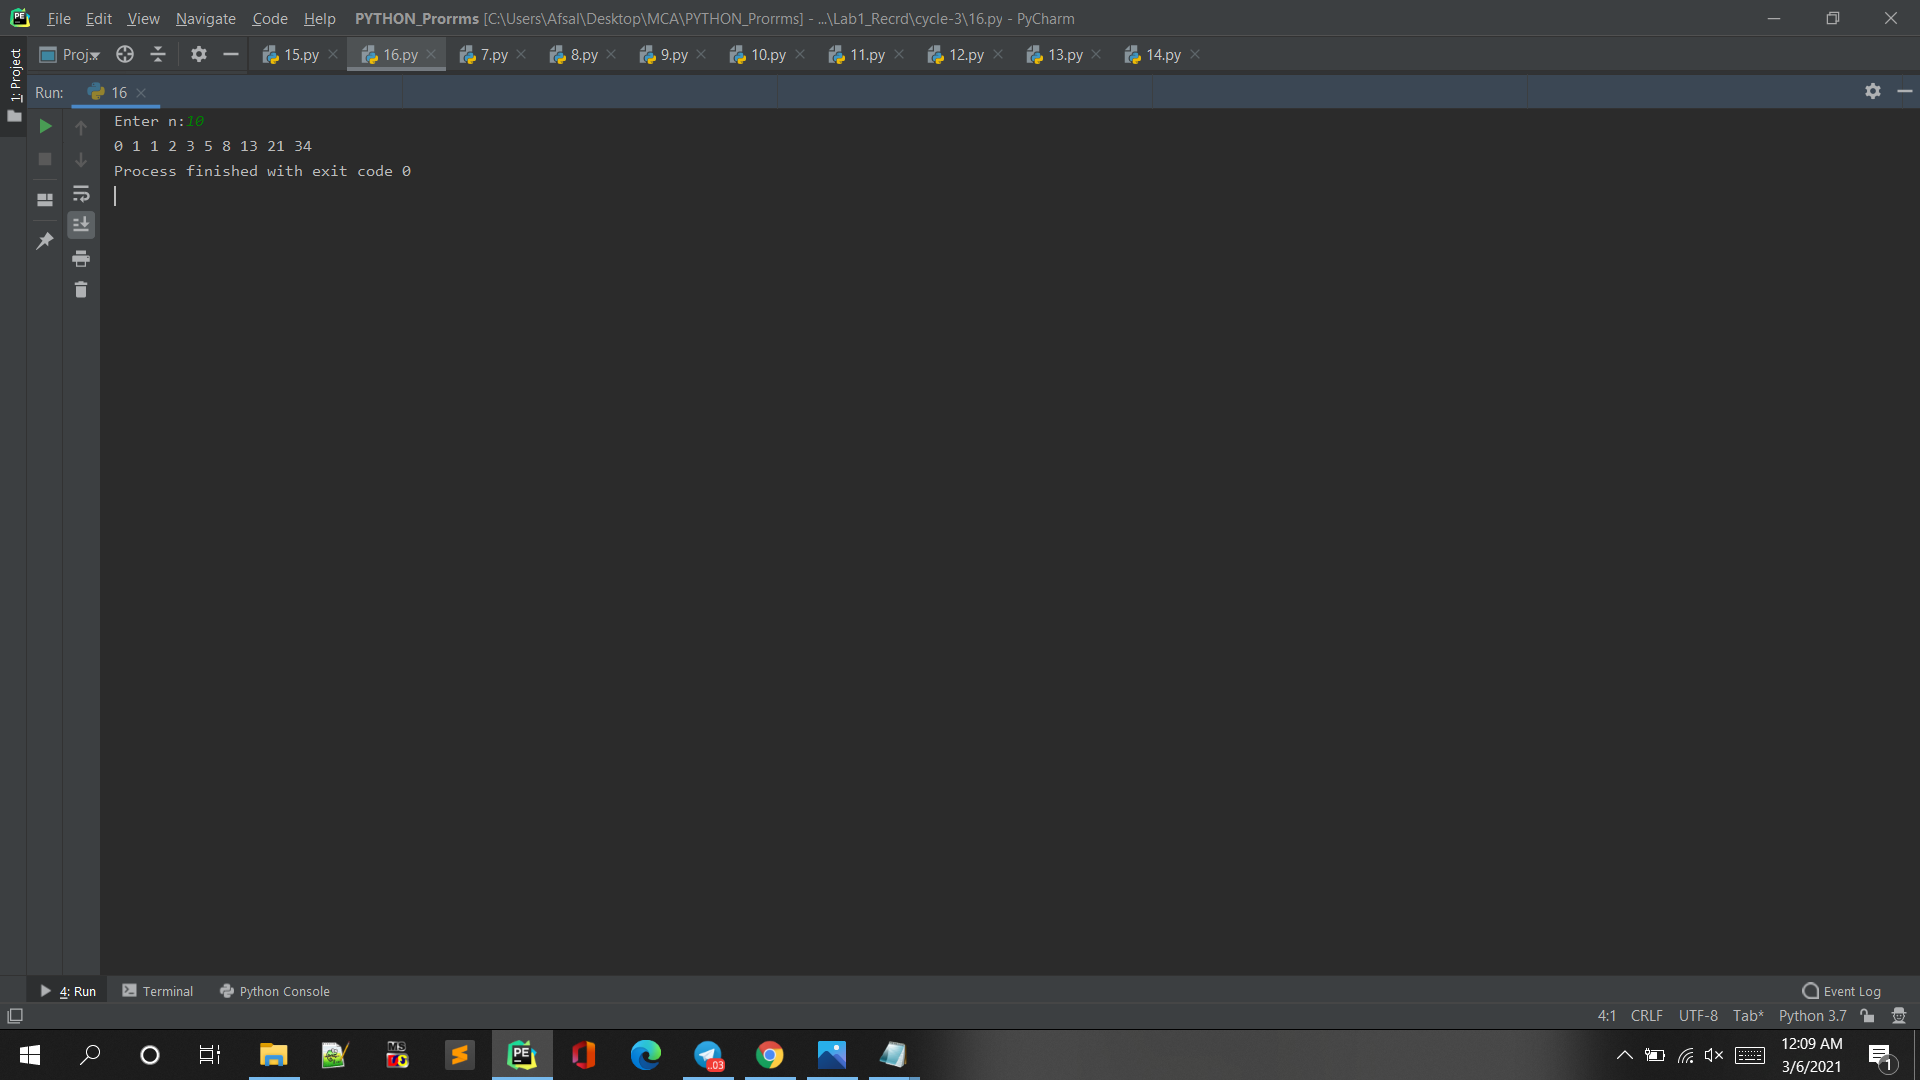 File Edit View Navigate Code Help PYTHON_Prorrms [C:\Users\Afsal\Desktop\MCA\PYTHON_Prorrms] - ...\Lab1_Recrd\cycle-3\16.py - PyCharm
Proj 15.py 16.py 7.py 8.py 9.py 10.py 11.py 12.py 13.py 14.py
1: Project
Run: 16
Enter n:10
0 1 1 2 3 5 8 13 21 34
Process finished with exit code 0
4: Run Terminal Python Console Event Log
4:1 CRLF UTF-8 Tab* Python 3.7
PE MS PE ..03
12:09 AM
3/6/2021
1